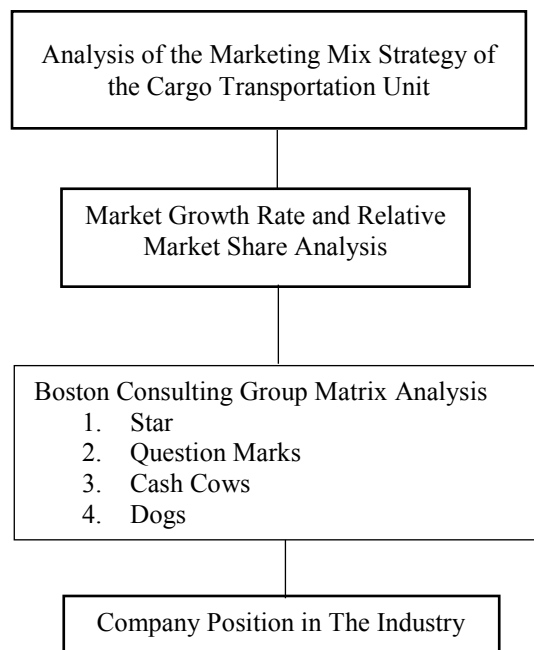 Analysis of the Marketing Mix Strategy of
the Cargo Transportation Unit
Market Growth Rate and Relative
Market Share Analysis
Boston Consulting Group Matrix Analysis
1. Star
2. Question Marks
3. Cash Cows
4. Dogs
Company Position in The Industry